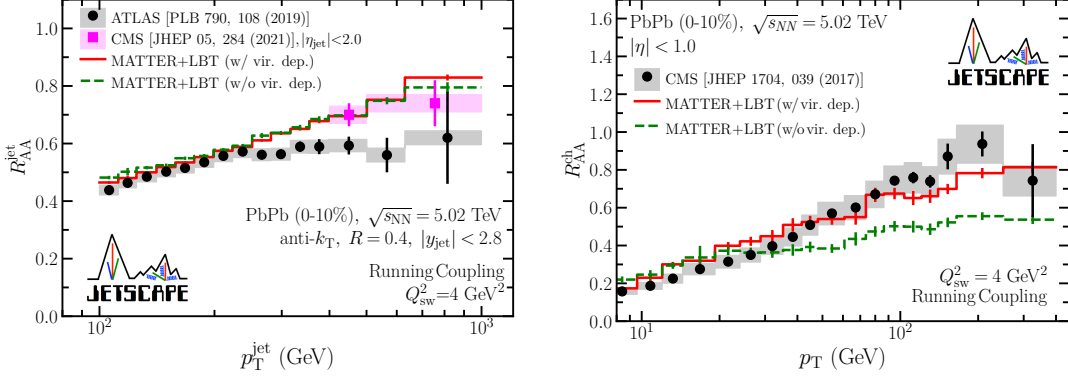 ATLAS [PLB 790, 108 (2019)]
CMS [JHEP 05, 284 (2021)],|η_jet|<2.0
MATTER+LBT (w/ vir. dep.)
MATTER+LBT (w/o vir. dep.)
1.0
0.8
0.6
0.4
0.2
0.0
R_AA^jet
PbPb (0-10%), √s_NN = 5.02 TeV
anti-k_T, R = 0.4, |y_jet| < 2.8
Running Coupling
Q²_sw=4 GeV²
JETSCAPE
10²
10³
p_T^jet (GeV)
PbPb (0-10%), √s_NN = 5.02 TeV
|η| < 1.0
JETSCAPE
CMS [JHEP 1704, 039 (2017)]
MATTER+LBT (w/ vir. dep.)
MATTER+LBT (w/o vir. dep.)
1.6
1.4
1.2
1.0
0.8
0.6
0.4
0.2
0.0
R_AA^ch
Q²_sw = 4 GeV²
Running Coupling
10¹
10²
p_T (GeV)